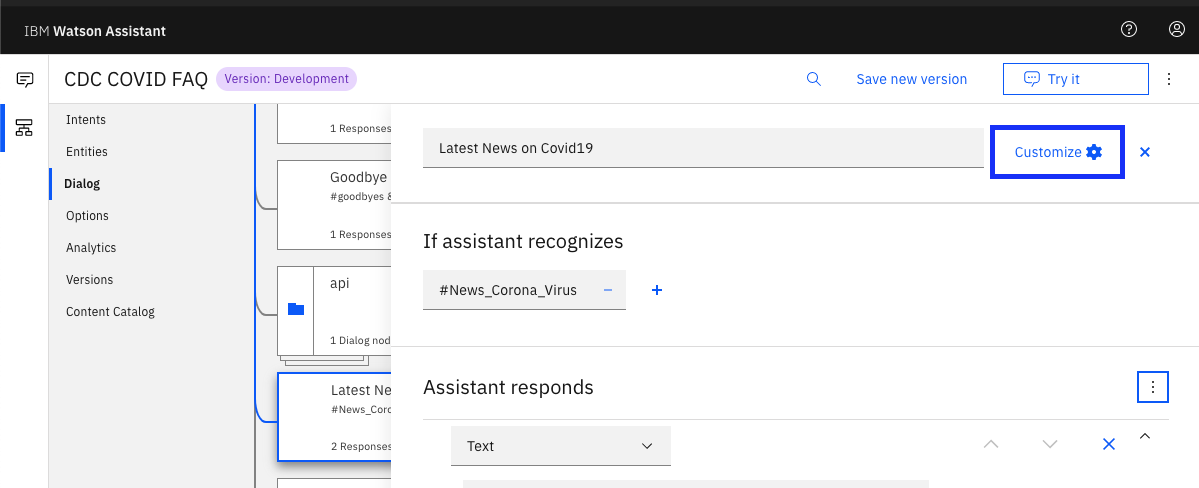 IBM Watson Assistant
CDC COVID FAQ
Version: Development
Save new version
Try it
Intents
Entities
Dialog
Options
Analytics
Versions
Content Catalog
1 Responses
Goodbye
#goodbyes &
1 Responses
api
1 Dialog nod
Latest Ne
#News_Coro
2 Responses
Latest News on Covid19
Customize
If assistant recognizes
#News_Corona_Virus
Assistant responds
Text